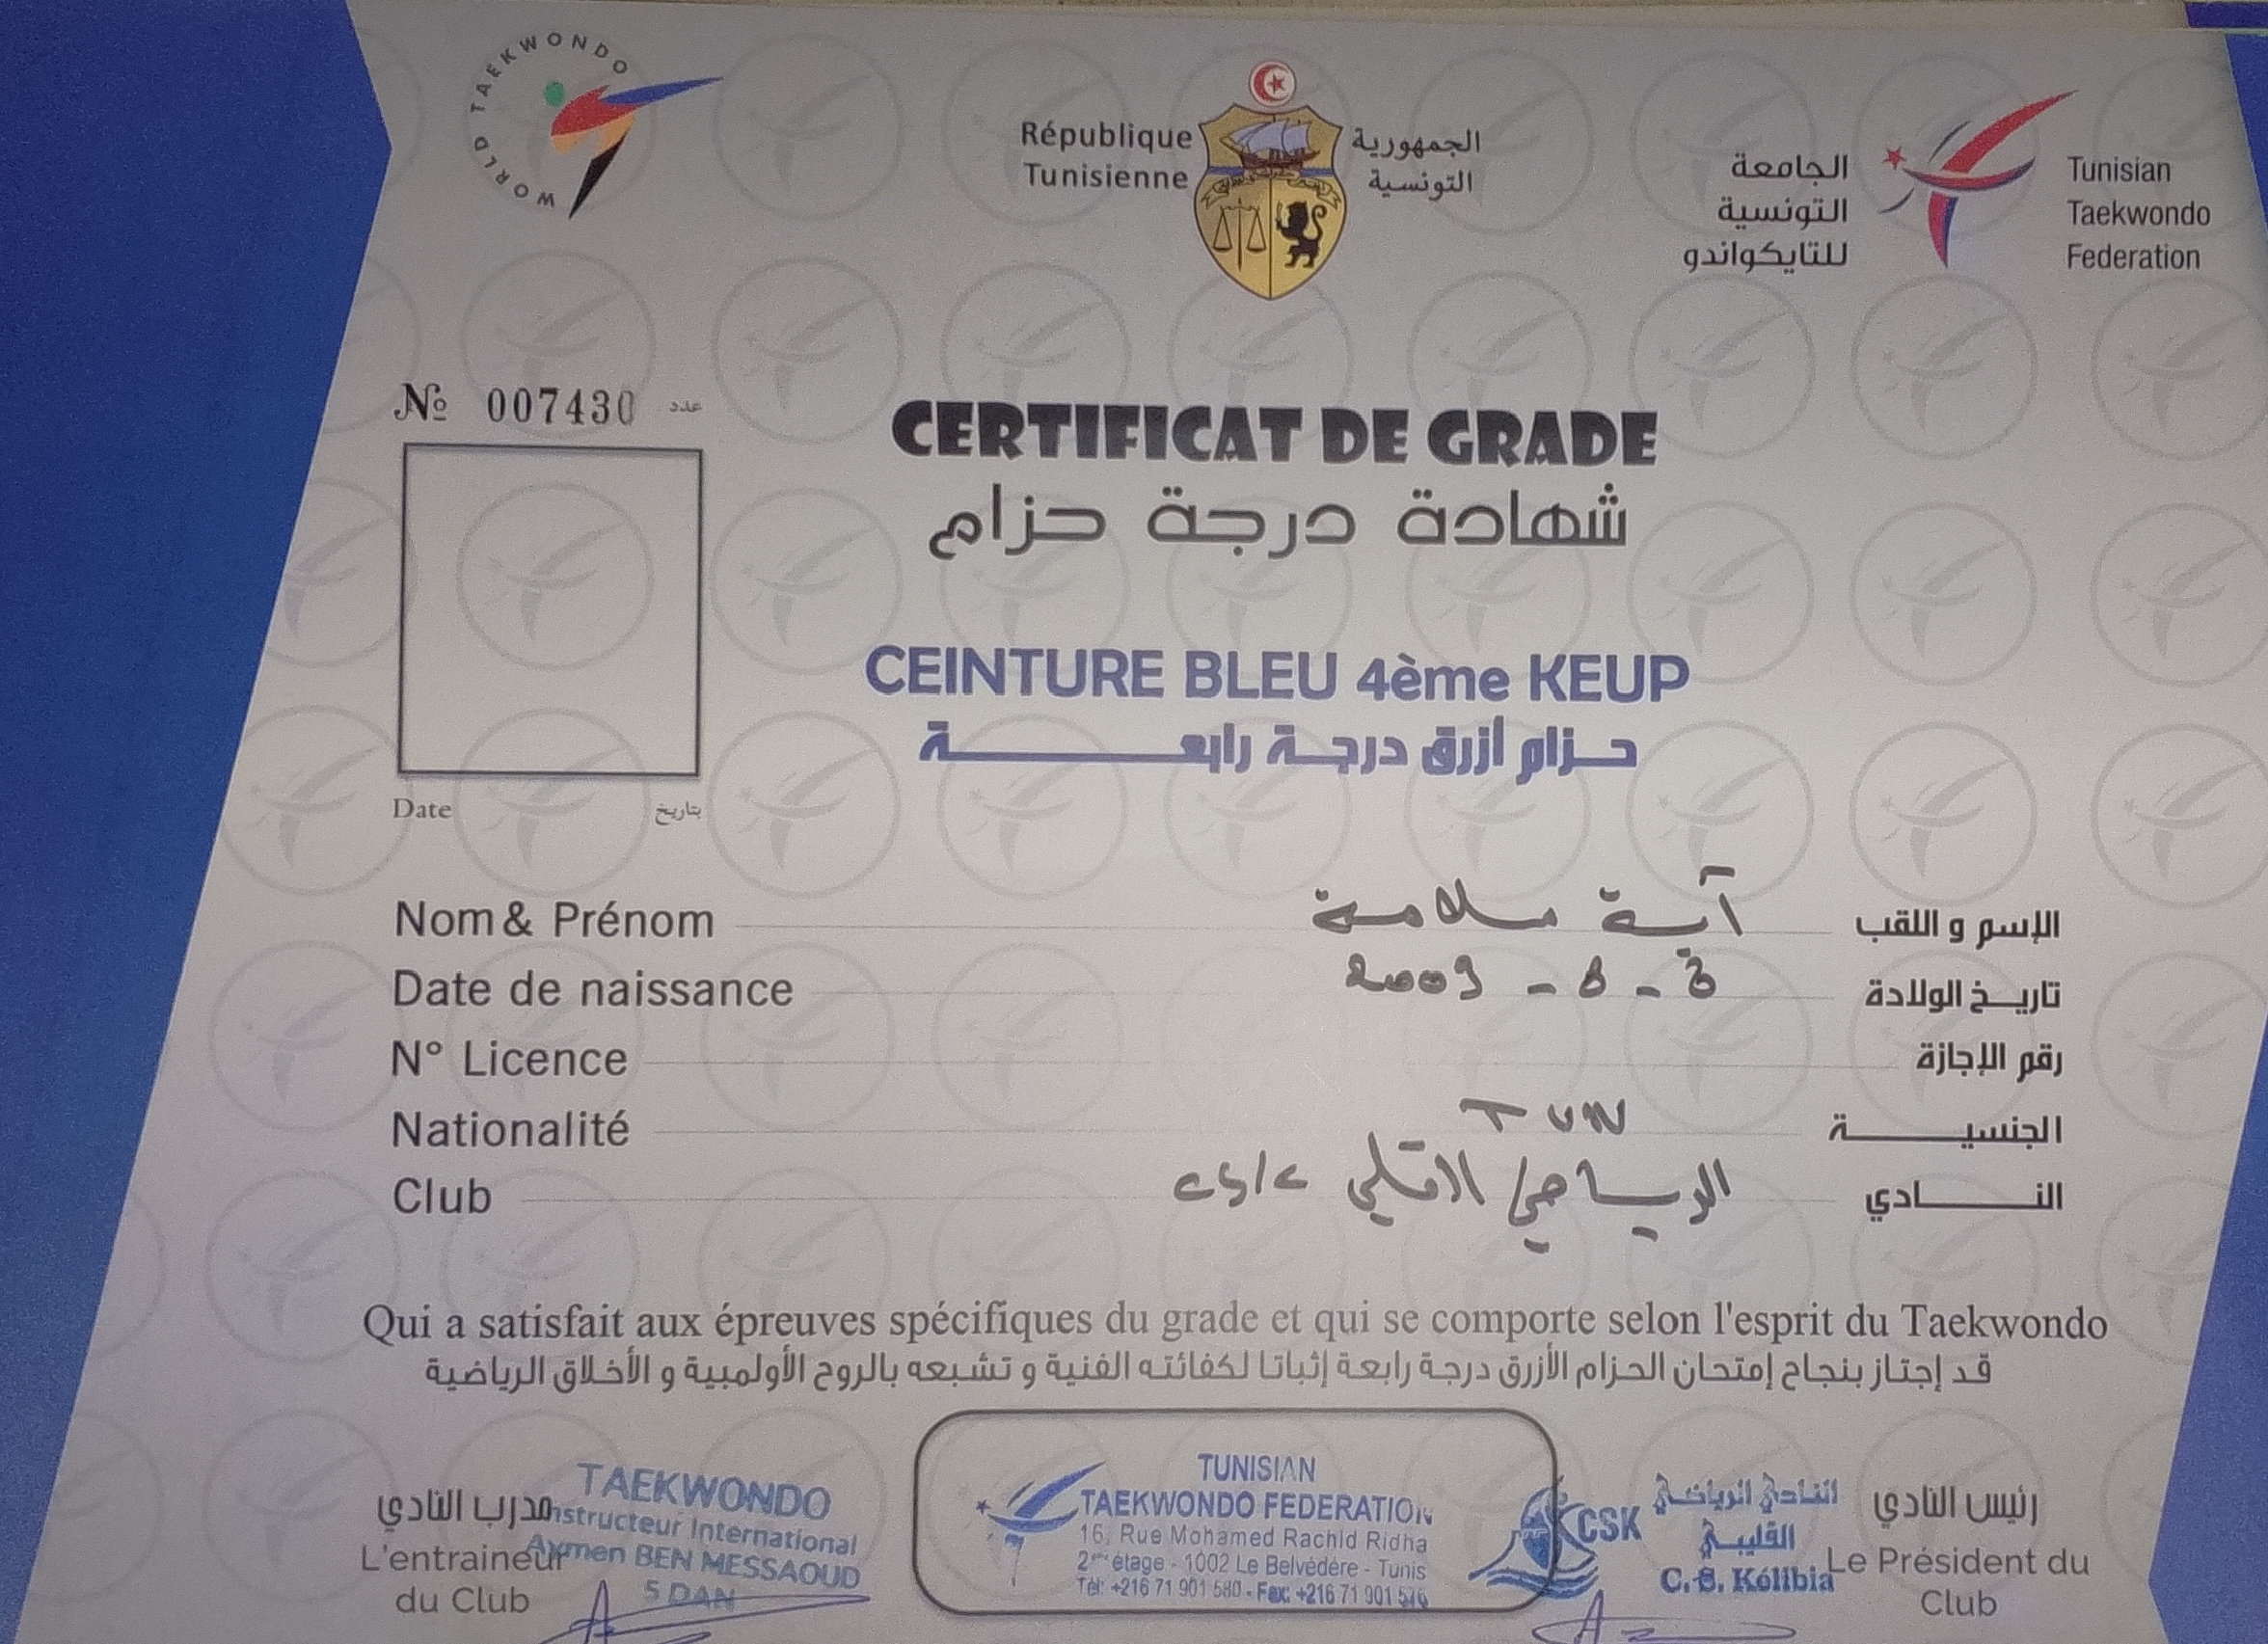 WORLD TAEKWONDO
République
Tunisienne
الجمهورية
التونسية
الجامعة
التونسية
للتايكواندو
Tunisian
Taekwondo
Federation
№ 007430 عدد
CERTIFICAT DE GRADE
شهادة درجة حزام
CEINTURE BLEU 4ème KEUP
حزام أزرق درجة رابعة
Date بتاريخ
Nom & Prénom آية سلامة الإسم و اللقب
Date de naissance 2009 تاريخ الولادة
N° Licence رقم الإجازة
Nationalité TUN الجنسية
Club النادي
Qui a satisfait aux épreuves spécifiques du grade et qui se comporte selon l'esprit du Taekwondo
قد إجتاز بنجاح إمتحان الحزام الأزرق درجة رابعة إثباتا لكفائته الفنية و تشبعه بالروح الأولمبية و الأخلاق الرياضية
مدرب النادي
L'entraineur
du Club
TAEKWONDO
Instructeur International
Aymen BEN MESSAOUD
5 DAN
TUNISIAN
TAEKWONDO FEDERATION
16, Rue Mohamed Rachid Ridha
2ème étage - 1002 Le Belvédére - Tunis
Tél: +216 71 901 580 - Fax: +216 71 901 576
CSK
النادي الرياضي
القليبي
C. S. Kélibia
رئيس النادي
Le Président du
Club